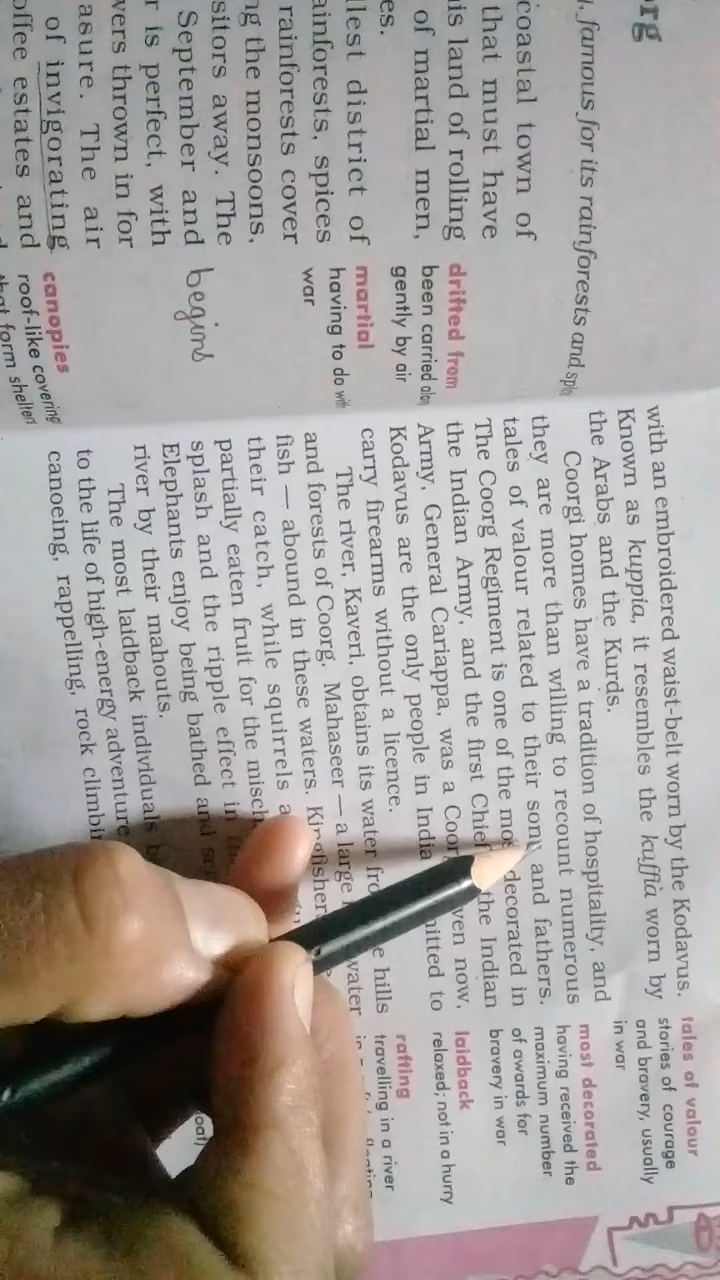 org
famous for its rainforests and
coastal town of
that must have
is land of rolling
of martial men,
es.
llest district of
ainforests, spices
rainforests cover
ng the monsoons,
sitors away. The
September and begins
r is perfect, with
wers thrown in for
asure. The air
of invigorating
offee estates and
drifted from
been carried
gently by air
martial
having to do with
war
canopies
roof-like covering
that form shelters
with an embroidered waist-belt worn by the Kodavus.
Known as kuppia, it resembles the kuffia worn by
the Arabs and the Kurds.
Coorgi homes have a tradition of hospitality, and
they are more than willing to recount numerous
tales of valour related to their sons and fathers.
The Coorg Regiment is one of the most decorated in
the Indian Army, and the first Chief the Indian
Army, General Cariappa, was a Coor ven now,
Kodavus are the only people in India mitted to
carry firearms without a licence.
The river, Kaveri, obtains its water fro e hills
and forests of Coorg. Mahaseer — a large water
fish — abound in these waters. Kingfisher
their catch, while squirrels a
partially eaten fruit for the misch
splash and the ripple effect in
Elephants enjoy being bathed and
river by their mahouts.
The most laidback individuals b
to the life of high-energy adventure
canoeing, rappelling, rock climbin
tales of valour
stories of courage
and bravery, usually
in war
most decorated
having received the
maximum number
of awards for
bravery in war
laidback
relaxed; not in a hurry
rafting
travelling in a river
oat)